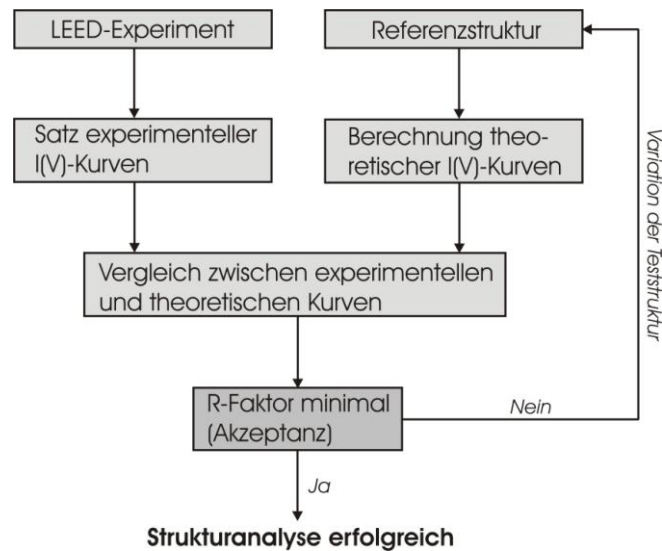 LEED-Experiment
Referenzstruktur
Satz experimenteller
I(V)-Kurven
Berechnung theo-
retischer I(V)-Kurven
Variation der Teststruktur
Vergleich zwischen experimentellen
und theoretischen Kurven
R-Faktor minimal
(Akzeptanz)
Nein
Ja
Strukturanalyse erfolgreich